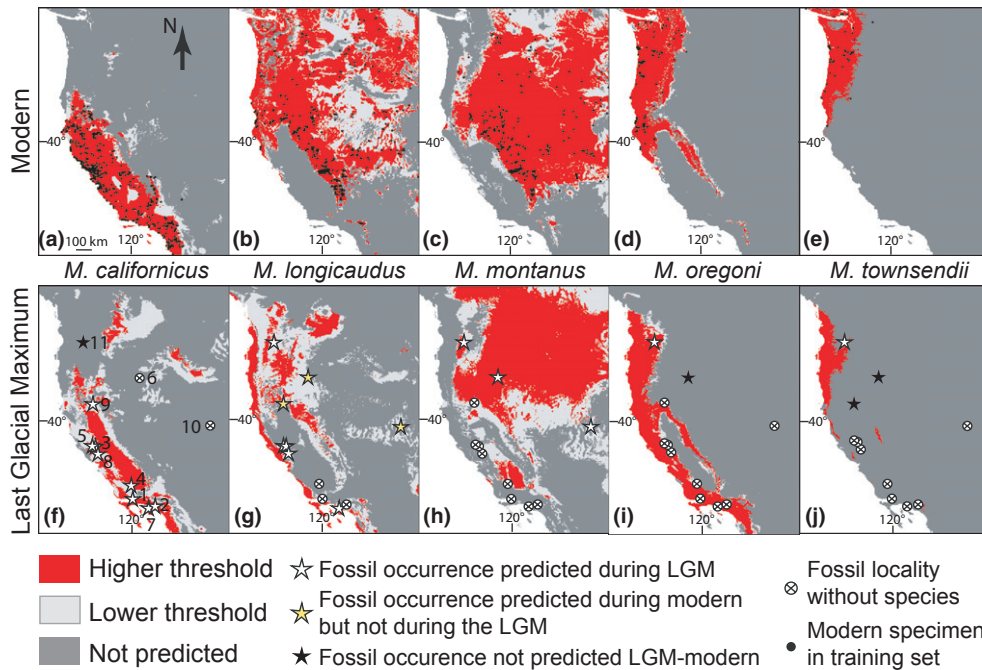 Modern
N
40°
40°
40°
40°
(a) 100 km 120°
(b) 120°
(c) 120°
(d) 120°
(e) 120°
M. californicus
M. longicaudus
M. montanus
M. oregoni
M. townsendii
Last Glacial Maximum
11
6
9
40°
10
40°
40°
40°
40°
5
3
8
4
1
2
7
(f) 120°
(g) 120°
(h) 120°
(i) 120°
(j) 120°
Higher threshold
Lower threshold
Not predicted
Fossil occurrence predicted during LGM
Fossil occurrence predicted during modern
but not during the LGM
Fossil occurence not predicted LGM-modern
Fossil locality
without species
Modern specimen
in training set